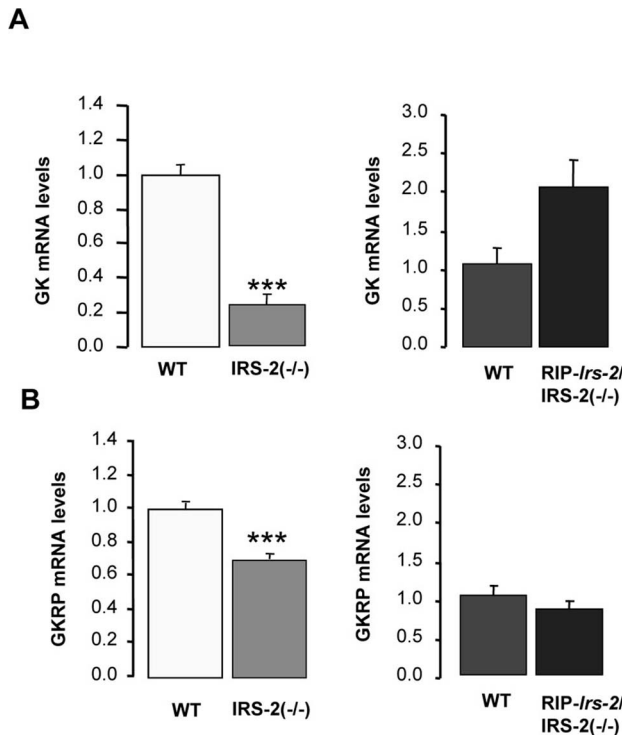 A
GK mRNA levels
1.4
1.2
1.0
0.8
0.6
0.4
0.2
0.0
***
WT
IRS-2(-/-)
GK mRNA levels
3.0
2.5
2.0
1.5
1.0
0.5
0.0
WT
RIP-Irs-2/
IRS-2(-/-)
B
GKRP mRNA levels
1.4
1.2
1.0
0.8
0.6
0.4
0.2
0.0
***
WT
IRS-2(-/-)
GKRP mRNA levels
3.0
2.5
2.0
1.5
1.0
0.5
0.0
WT
RIP-Irs-2/
IRS-2(-/-)